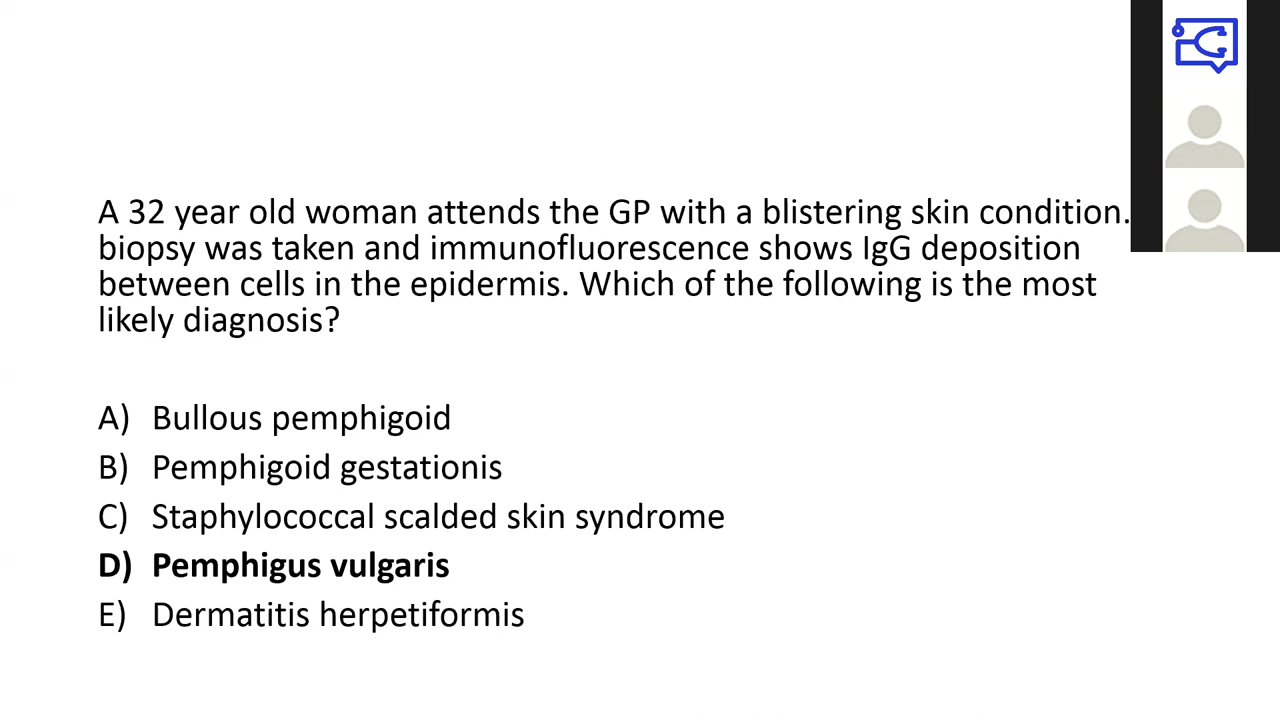 A 32 year old woman attends the GP with a blistering skin condition.
biopsy was taken and immunofluorescence shows IgG deposition
between cells in the epidermis. Which of the following is the most
likely diagnosis?
A) Bullous pemphigoid
B) Pemphigoid gestationis
C) Staphylococcal scalded skin syndrome
D) Pemphigus vulgaris
E) Dermatitis herpetiformis